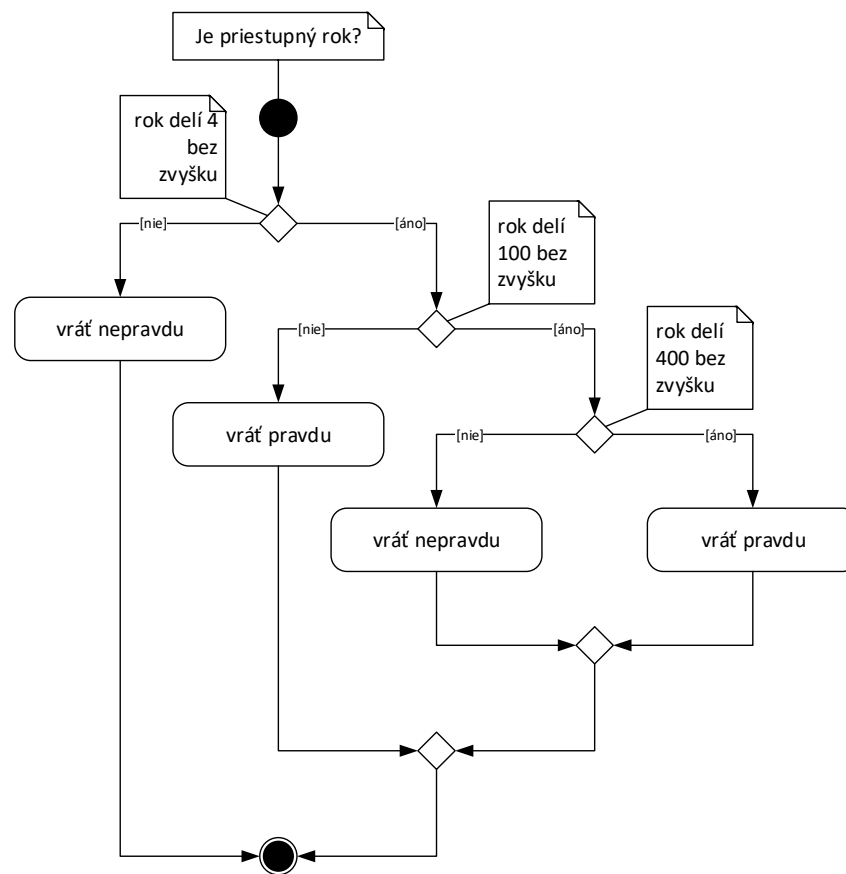 Je priestupný rok?
rok delí 4
bez
zvyšku
[nie]
[áno]
rok delí
100 bez
zvyšku
vráť nepravdu
[nie]
[áno]
rok delí
400 bez
zvyšku
vráť pravdu
[nie]
[áno]
vráť nepravdu
vráť pravdu